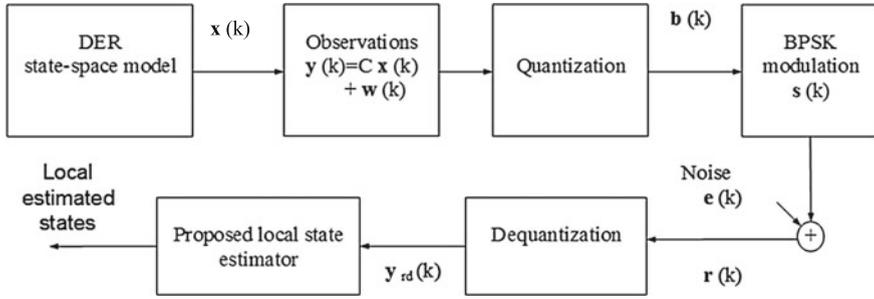 DER
state-space model
x (k)
Observations
y (k)=C x (k)
+ w (k)
Quantization
b (k)
BPSK
modulation
s (k)
Noise
e (k)
+
r (k)
Dequantization
y rd (k)
Proposed local state
estimator
Local
estimated
states